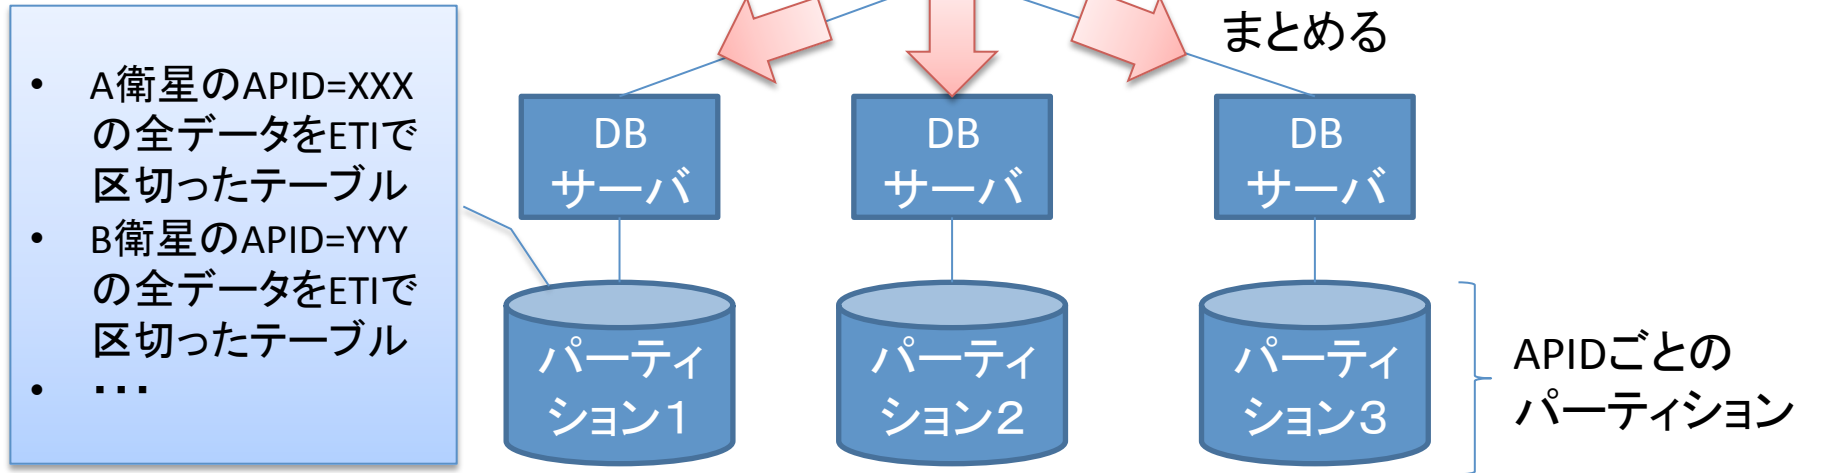 まとめる
• A衛星のAPID=XXX
の全データをETIで
区切ったテーブル
• B衛星のAPID=YYY
の全データをETIで
区切ったテーブル
• ・・・
DB
サーバ
DB
サーバ
DB
サーバ
パーティ
ション１
パーティ
ション２
パーティ
ション３
APIDごとの
パーティション